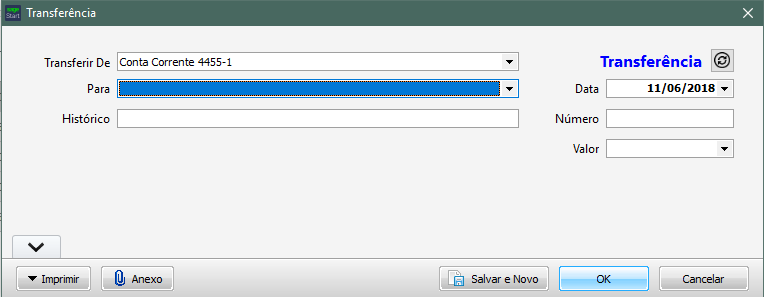 sage
Start
Transferência
Transferir De Conta Corrente 4455-1
Transferência
Para
Data 11/06/2018
Histórico
Número
Valor
Imprimir Anexo Salvar e Novo OK Cancelar